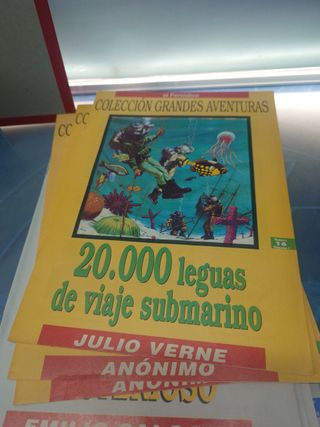 el Periódico
COLECCIÓN GRANDES AVENTURAS
CC
CC
16
20.000 leguas
de viaje submarino
JULIO VERNE
ANÓNIMO
ANÓNIMO